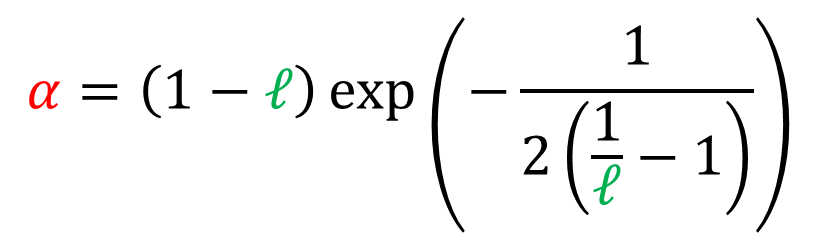 α = (1 − ℓ) exp(−1/(2(1/ℓ − 1)))